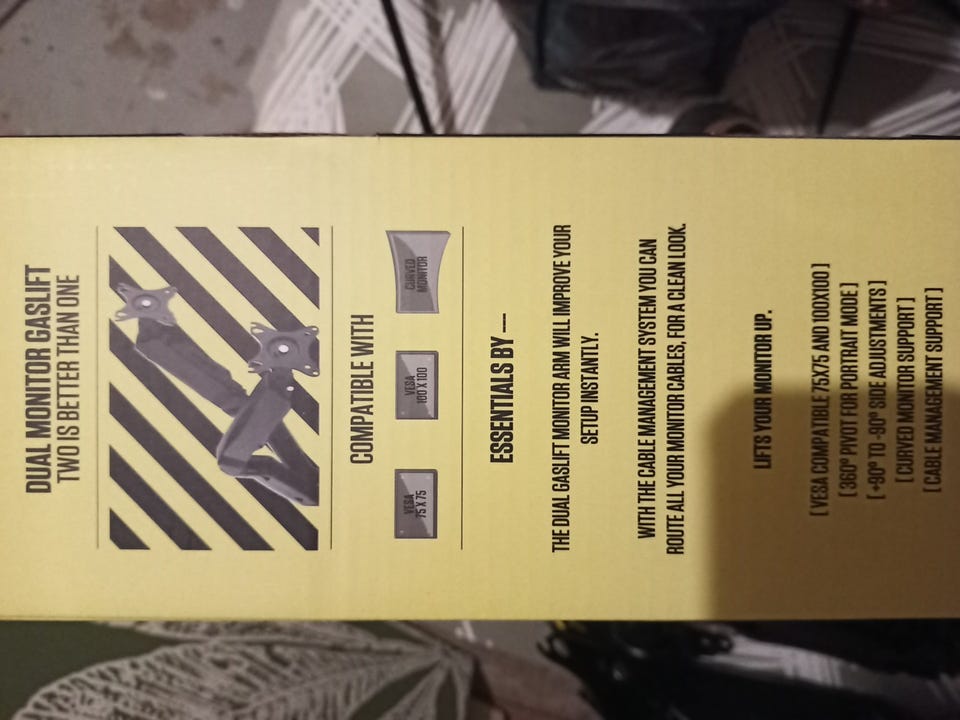 DUAL MONITOR GASLIFT
TWO IS BETTER THAN ONE
COMPATIBLE WITH
VESA
75 X 75
VESA
100 X 100
CURVED
MONITOR
ESSENTIALS BY ---
THE DUAL GASLIFT MONITOR ARM WILL IMPROVE YOUR
SETUP INSTANTLY.
WITH THE CABLE MANAGEMENT SYSTEM YOU CAN
ROUTE ALL YOUR MONITOR CABLES, FOR A CLEAN LOOK.
LIFTS YOUR MONITOR UP.
[ VESA COMPATIBLE 75X75 AND 100X100 ]
[ 360º PIVOT FOR PORTRAIT MODE ]
[ +90º TO -90º SIDE ADJUSTMENTS ]
[ CURVED MONITOR SUPPORT ]
[ CABLE MANAGEMENT SUPPORT ]